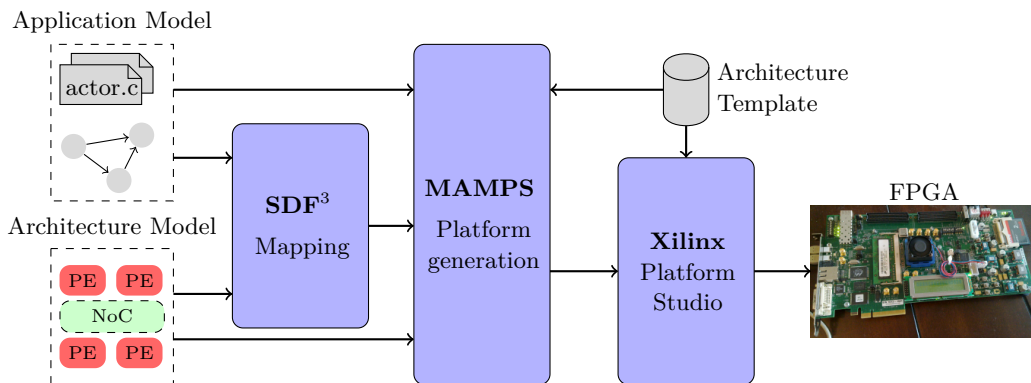 Application Model
actor.c
Architecture Model
PE PE
NoC
PE PE
SDF³
Mapping
MAMPS
Platform
generation
Architecture
Template
Xilinx
Platform
Studio
FPGA